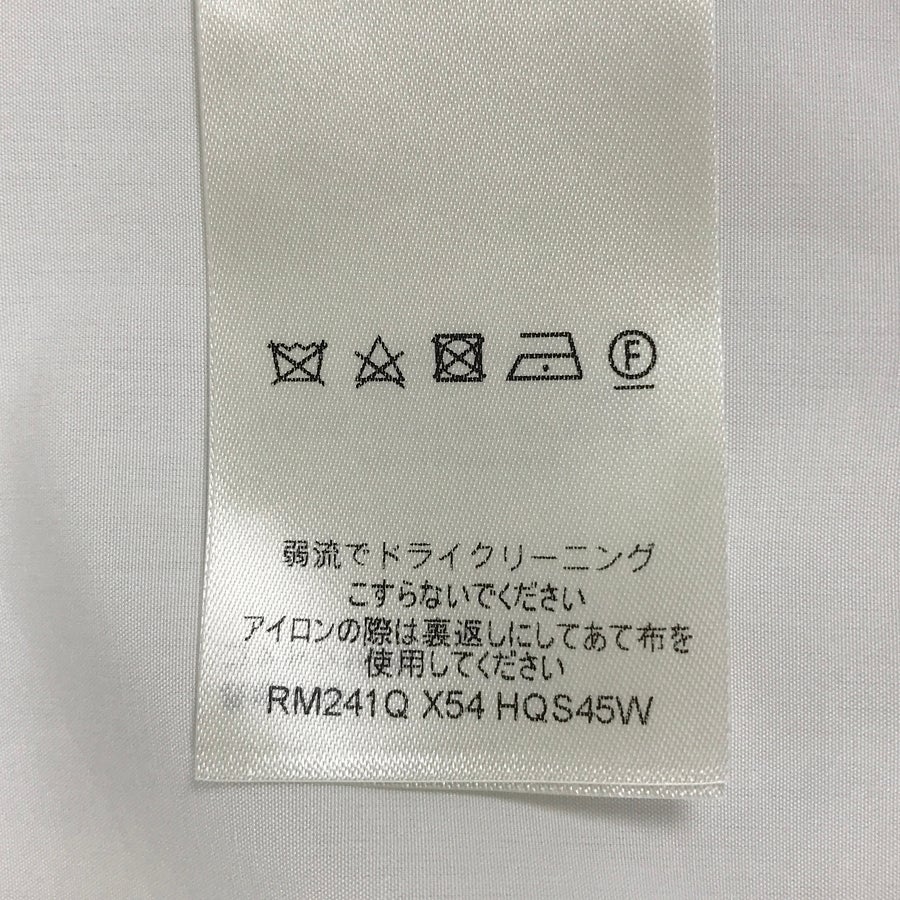 F
弱流でドライクリーニング
こすらないでください
アイロンの際は裏返しにしてあて布を
使用してください
RM241Q X54 HQS45W